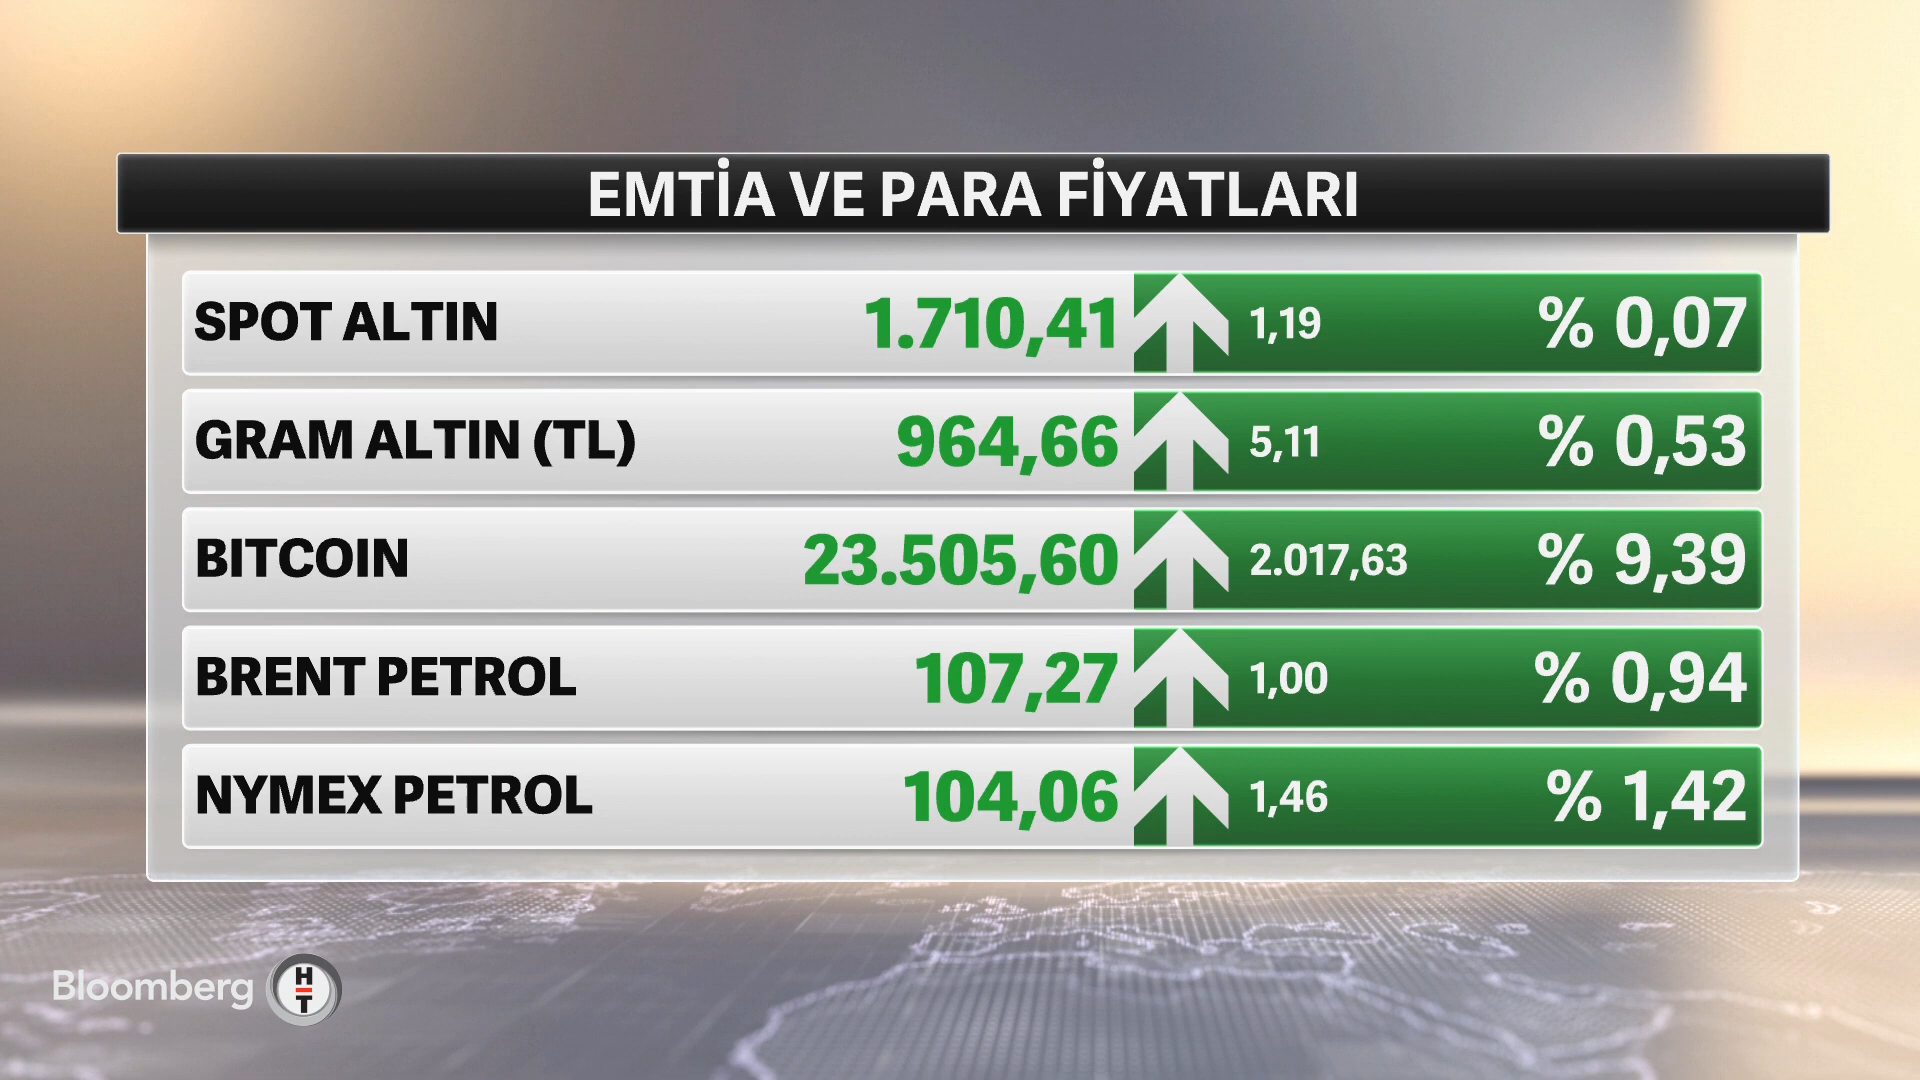 EMTİA VE PARA FİYATLARI
SPOT ALTIN 1.710,41 1,19 % 0,07
GRAM ALTIN (TL) 964,66 5,11 % 0,53
BITCOIN 23.505,60 2.017,63 % 9,39
BRENT PETROL 107,27 1,00 % 0,94
NYMEX PETROL 104,06 1,46 % 1,42
Bloomberg HT